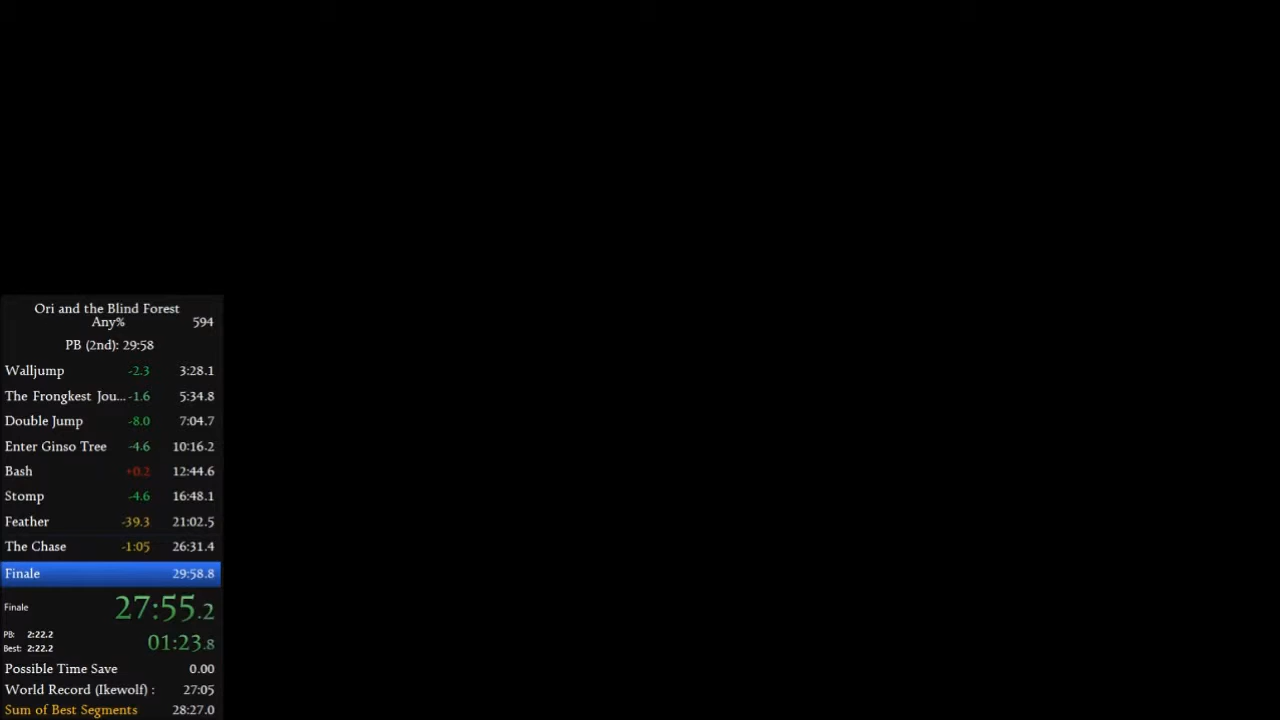 Ori and the Blind Forest
Any% 594
PB (2nd): 29:58
Walljump -2.3 3:28.1
The Frongkest Jou... -1.6 5:34.8
Double Jump -8.0 7:04.7
Enter Ginso Tree -4.6 10:16.2
Bash +0.2 12:44.6
Stomp -4.6 16:48.1
Feather -39.3 21:02.5
The Chase -1:05 26:31.4
Finale 29:58.8
Finale 27:55.2
PB: 2:22.2
Best: 2:22.2 01:23.8
Possible Time Save 0.00
World Record (Ikewolf) : 27:05
Sum of Best Segments 28:27.0